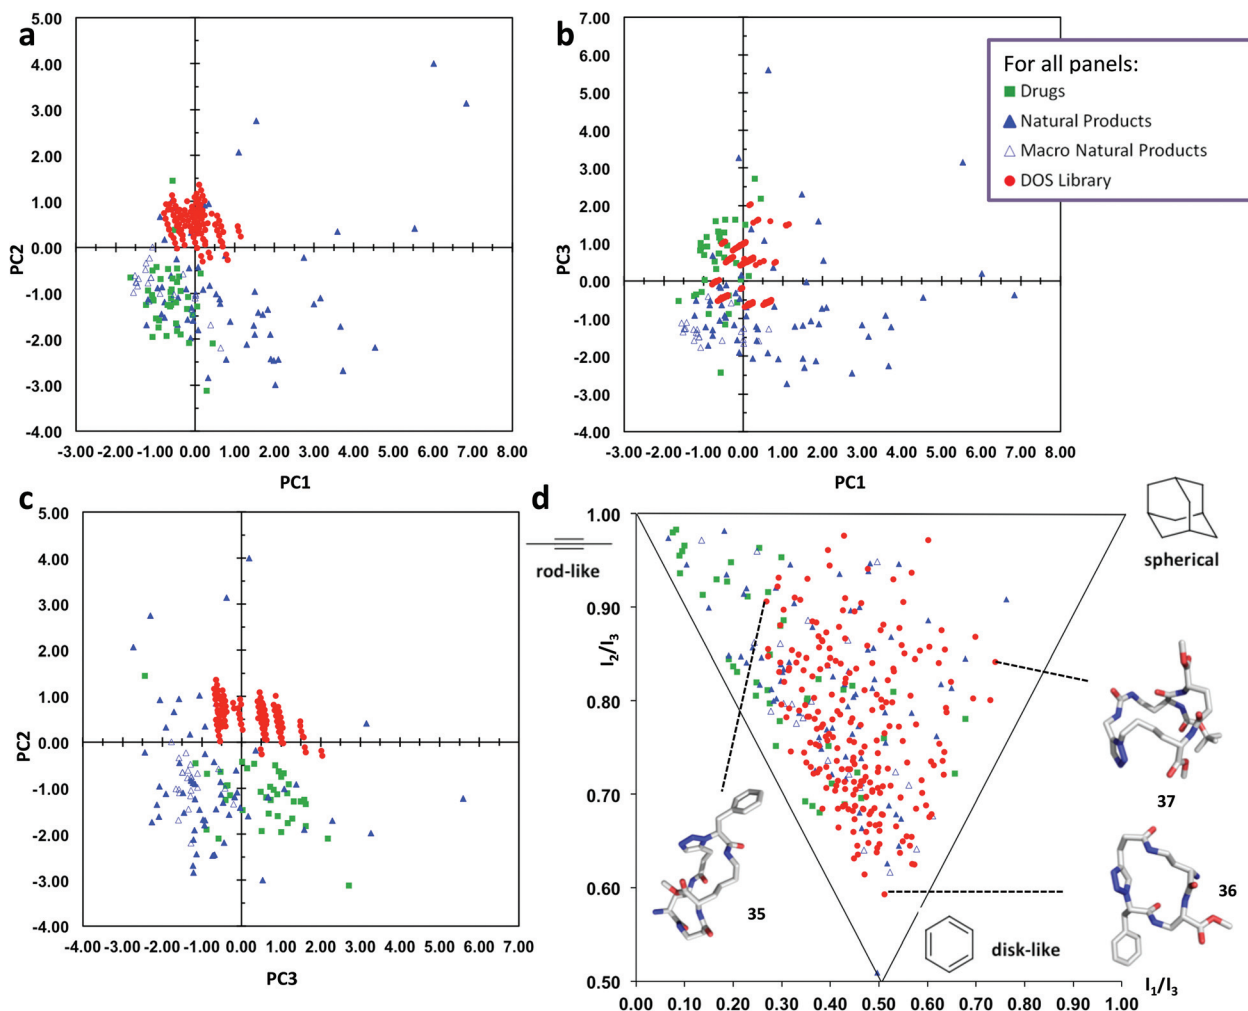 a
5.00
4.00
3.00
2.00
1.00
0.00
-1.00
-2.00
-3.00
-4.00
PC2
-3.00 -1.00 0.00 1.00 2.00 3.00 4.00 5.00 6.00 7.00 8.00
PC1
b
7.00
6.00
5.00
4.00
3.00
2.00
1.00
0.00
-1.00
-2.00
-3.00
-4.00
PC3
-3.00 -1.00 0.00 1.00 2.00 3.00 4.00 5.00 6.00 7.00 8.00
PC1
For all panels:
Drugs
Natural Products
Macro Natural Products
DOS Library
c
5.00
4.00
3.00
2.00
1.00
0.00
-1.00
-2.00
-3.00
-4.00
PC2
-4.00 -2.00 -1.00 0.00 1.00 2.00 3.00 4.00 5.00 6.00 7.00
PC3
d
rod-like
spherical
disk-like
1.00
0.90
0.80
0.70
0.60
0.50
I2/I3
35
37
36
0.00 0.10 0.20 0.30 0.40 0.50 0.60 0.70 0.80 0.90 1.00
I1/I3